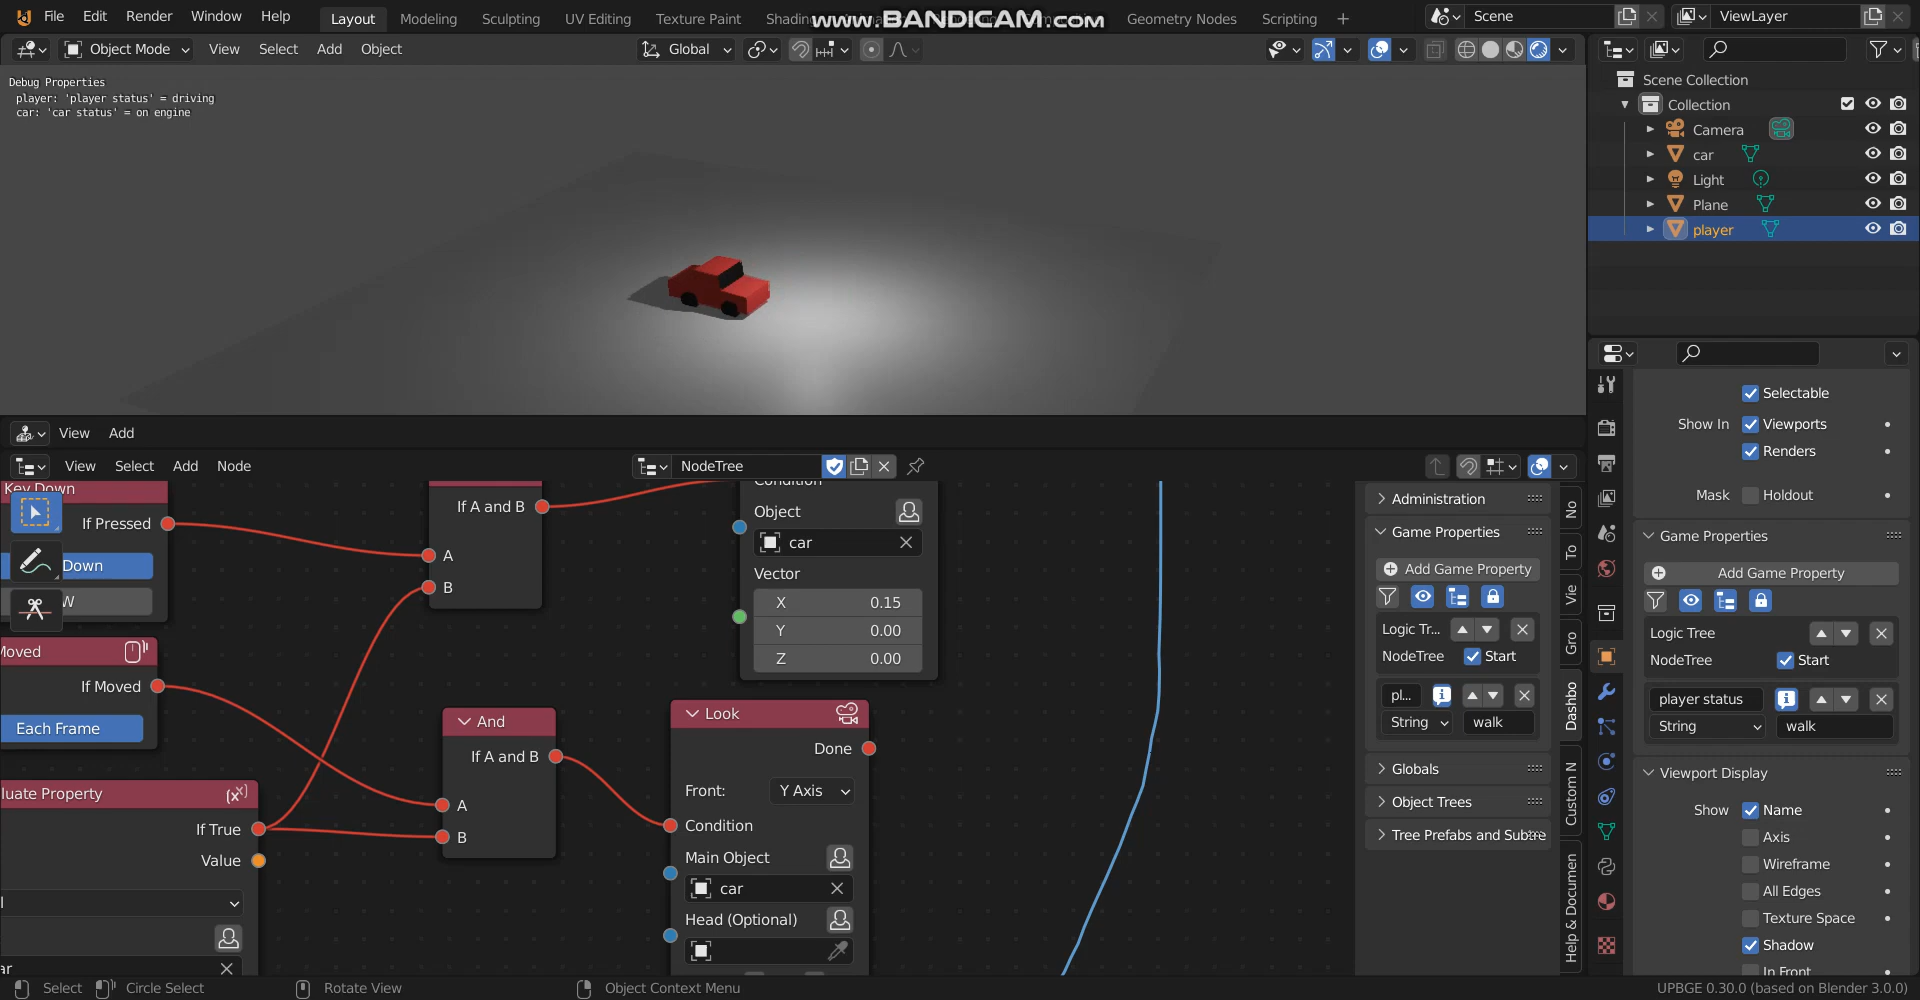 File Edit Render Window Help
Layout Modeling Sculpting UV Editing Texture Paint Shading
www.BANDICAM.com
Geometry Nodes Scripting
Scene
ViewLayer
Object Mode View Select Add Object
Global
Debug Properties
player: 'player status' = driving
car: 'car status' = on engine
Scene Collection
Collection
Camera
car
Light
Plane
player
View Add
View Select Add Node
NodeTree
Key Down
If Pressed
Down
W
Moved
If Moved
Each Frame
luate Property
If True
Value
l
ar
If A and B
A
B
And
If A and B
A
B
Condition
Object
car
Vector
X 0.15
Y 0.00
Z 0.00
Look
Done
Front: Y Axis
Condition
Main Object
car
Head (Optional)
Administration
Game Properties
Add Game Property
Logic Tr...
NodeTree Start
pl...
String walk
Globals
Object Trees
Tree Prefabs and Subtre
No
To
Vie
Gro
Dashbo
Custom N
Help & Documen
Selectable
Show In Viewports
Renders
Mask Holdout
Game Properties
Add Game Property
Logic Tree
NodeTree Start
player status
String walk
Viewport Display
Show Name
Axis
Wireframe
All Edges
Texture Space
Shadow
In Front
Select Circle Select Rotate View Object Context Menu
UPBGE 0.30.0 (based on Blender 3.0.0)